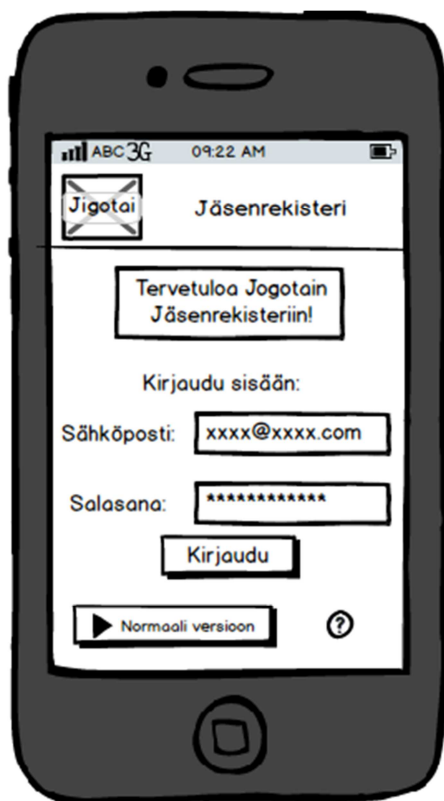 ABC 3G 09:22 AM
Jigotai
Jäsenrekisteri
Tervetuloa Jogotain
Jäsenrekisteriin!
Kirjaudu sisään:
Sähköposti: xxxx@xxxx.com
Salasana: ************
Kirjaudu
Normaali versioon ?